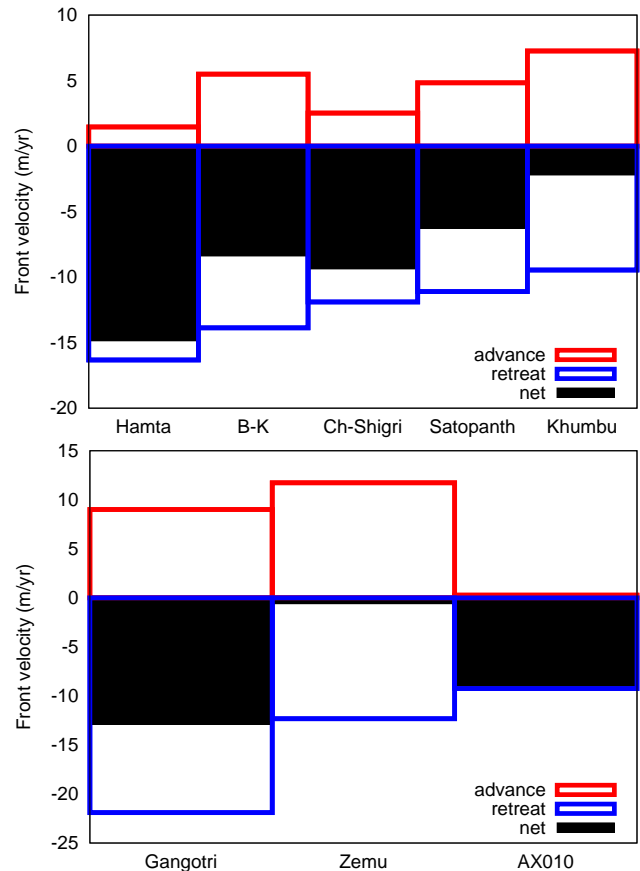 10
5
0
-5
-10
-15
-20
Front velocity (m/yr)
advance
retreat
net
Hamta B-K Ch-Shigri Satopanth Khumbu
15
10
5
0
-5
-10
-15
-20
-25
Front velocity (m/yr)
advance
retreat
net
Gangotri Zemu AX010